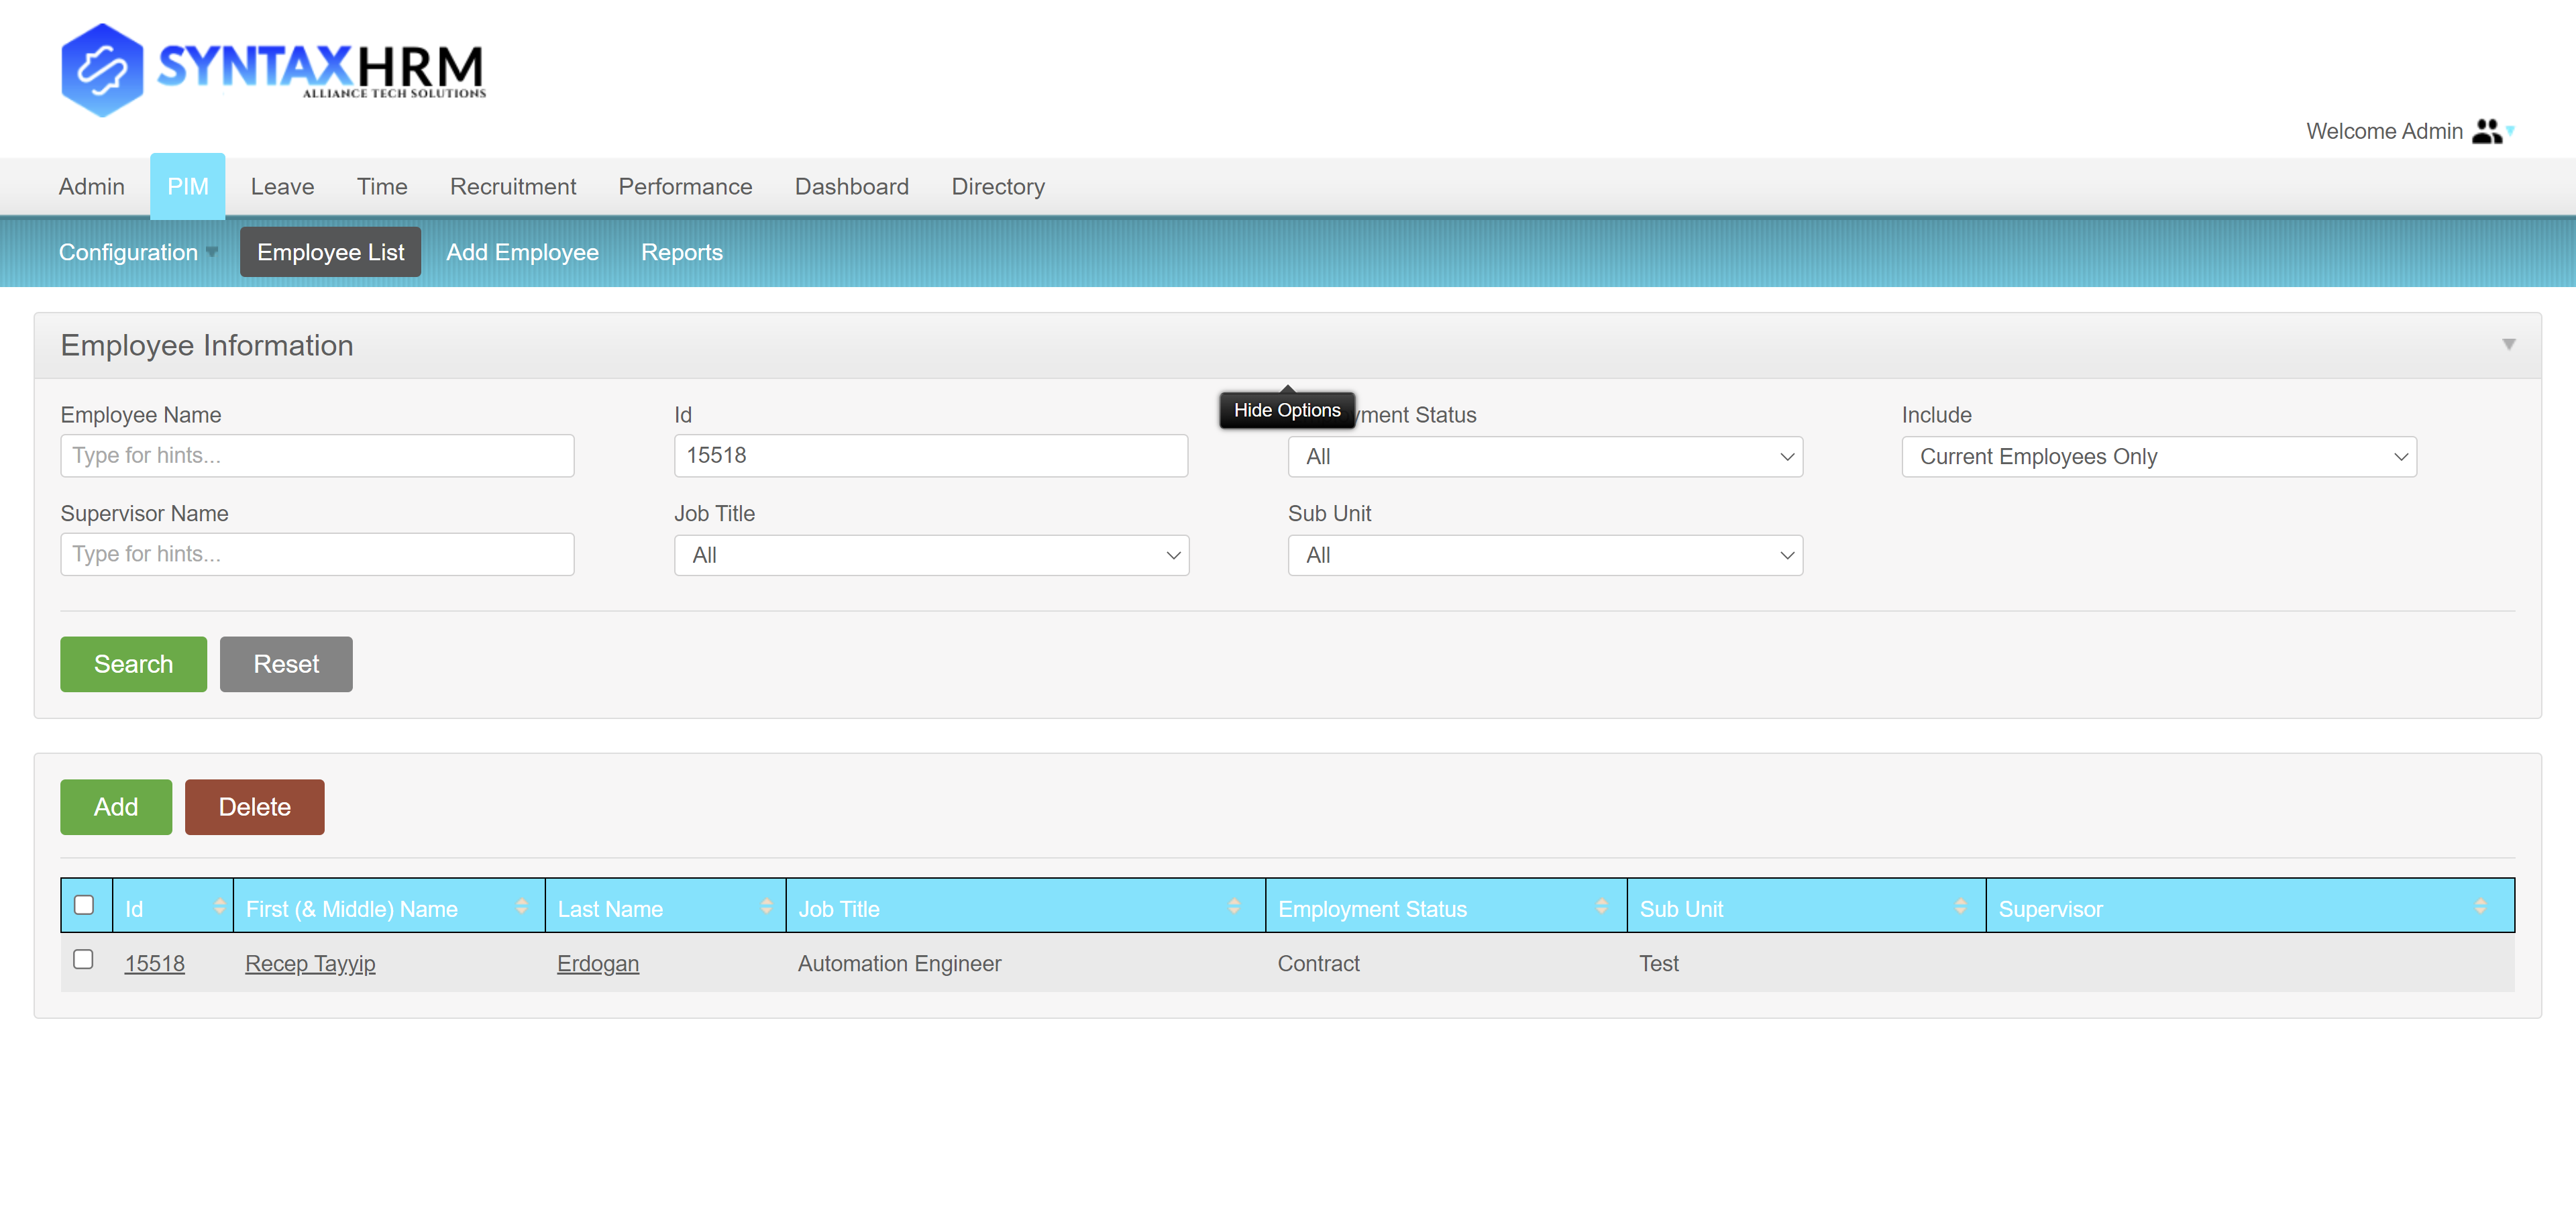 SYNTAXHRM
ALLIANCE TECH SOLUTIONS
Welcome Admin
Admin PIM Leave Time Recruitment Performance Dashboard Directory
Configuration Employee List Add Employee Reports
Employee Information
Hide Options
Employee Name Id yment Status Include
Type for hints... 15518 All Current Employees Only
Supervisor Name Job Title Sub Unit
Type for hints... All All
Search Reset
Add Delete
Id First (& Middle) Name Last Name Job Title Employment Status Sub Unit Supervisor
15518 Recep Tayyip Erdogan Automation Engineer Contract Test